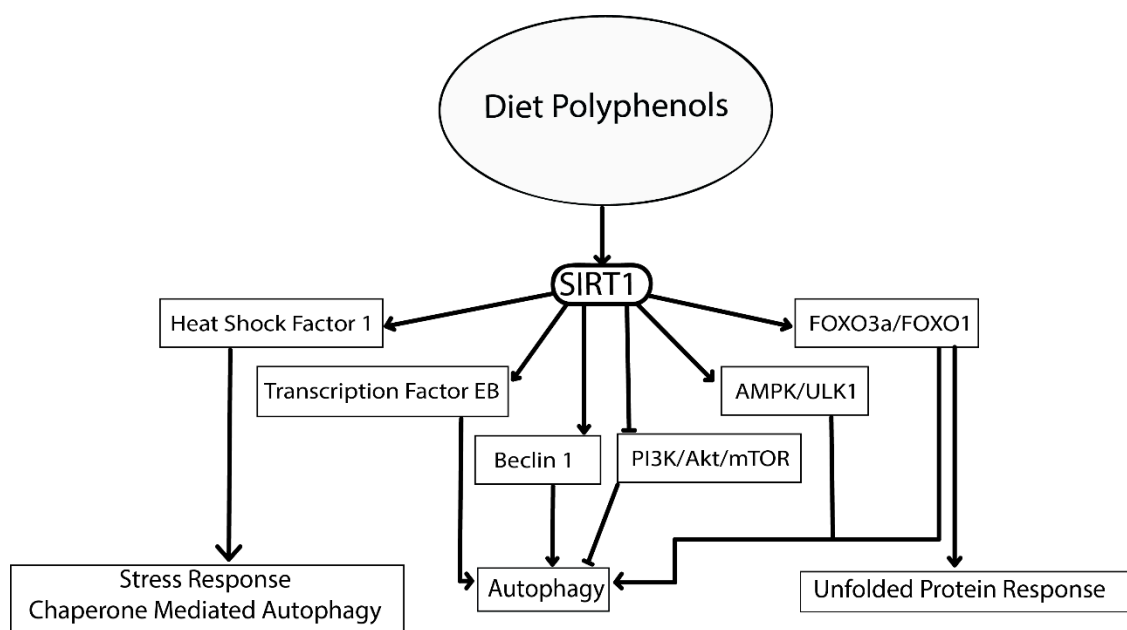 Diet Polyphenols
SIRT1
Heat Shock Factor 1
FOXO3a/FOXO1
Transcription Factor EB
AMPK/ULK1
Beclin 1
PI3K/Akt/mTOR
Stress Response
Chaperone Mediated Autophagy
Autophagy
Unfolded Protein Response